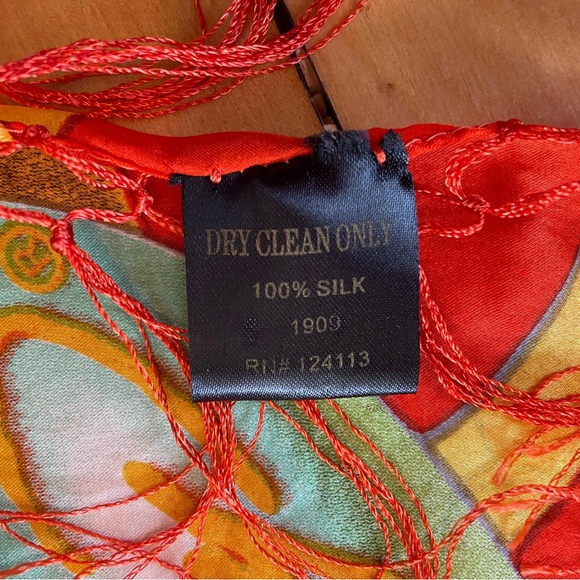 DRY CLEAN ONLY
100% SILK
1909
RN# 124113
®